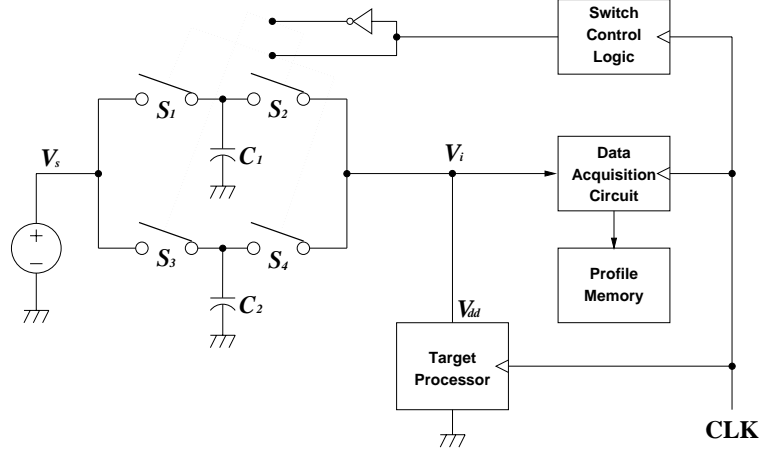 Switch
Control
Logic
S1
S2
C1
Vs
Vi
Data
Acquisition
Circuit
+
−
S3
S4
C2
Profile
Memory
Vdd
Target
Processor
CLK